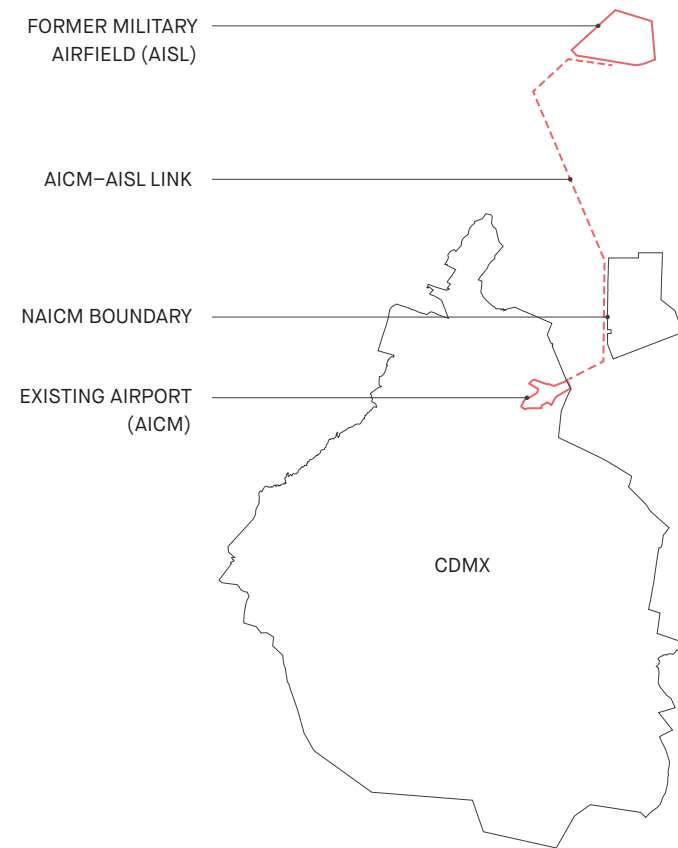 FORMER MILITARY
AIRFIELD (AISL)
AICM–AISL LINK
NAICM BOUNDARY
EXISTING AIRPORT
(AICM)
CDMX